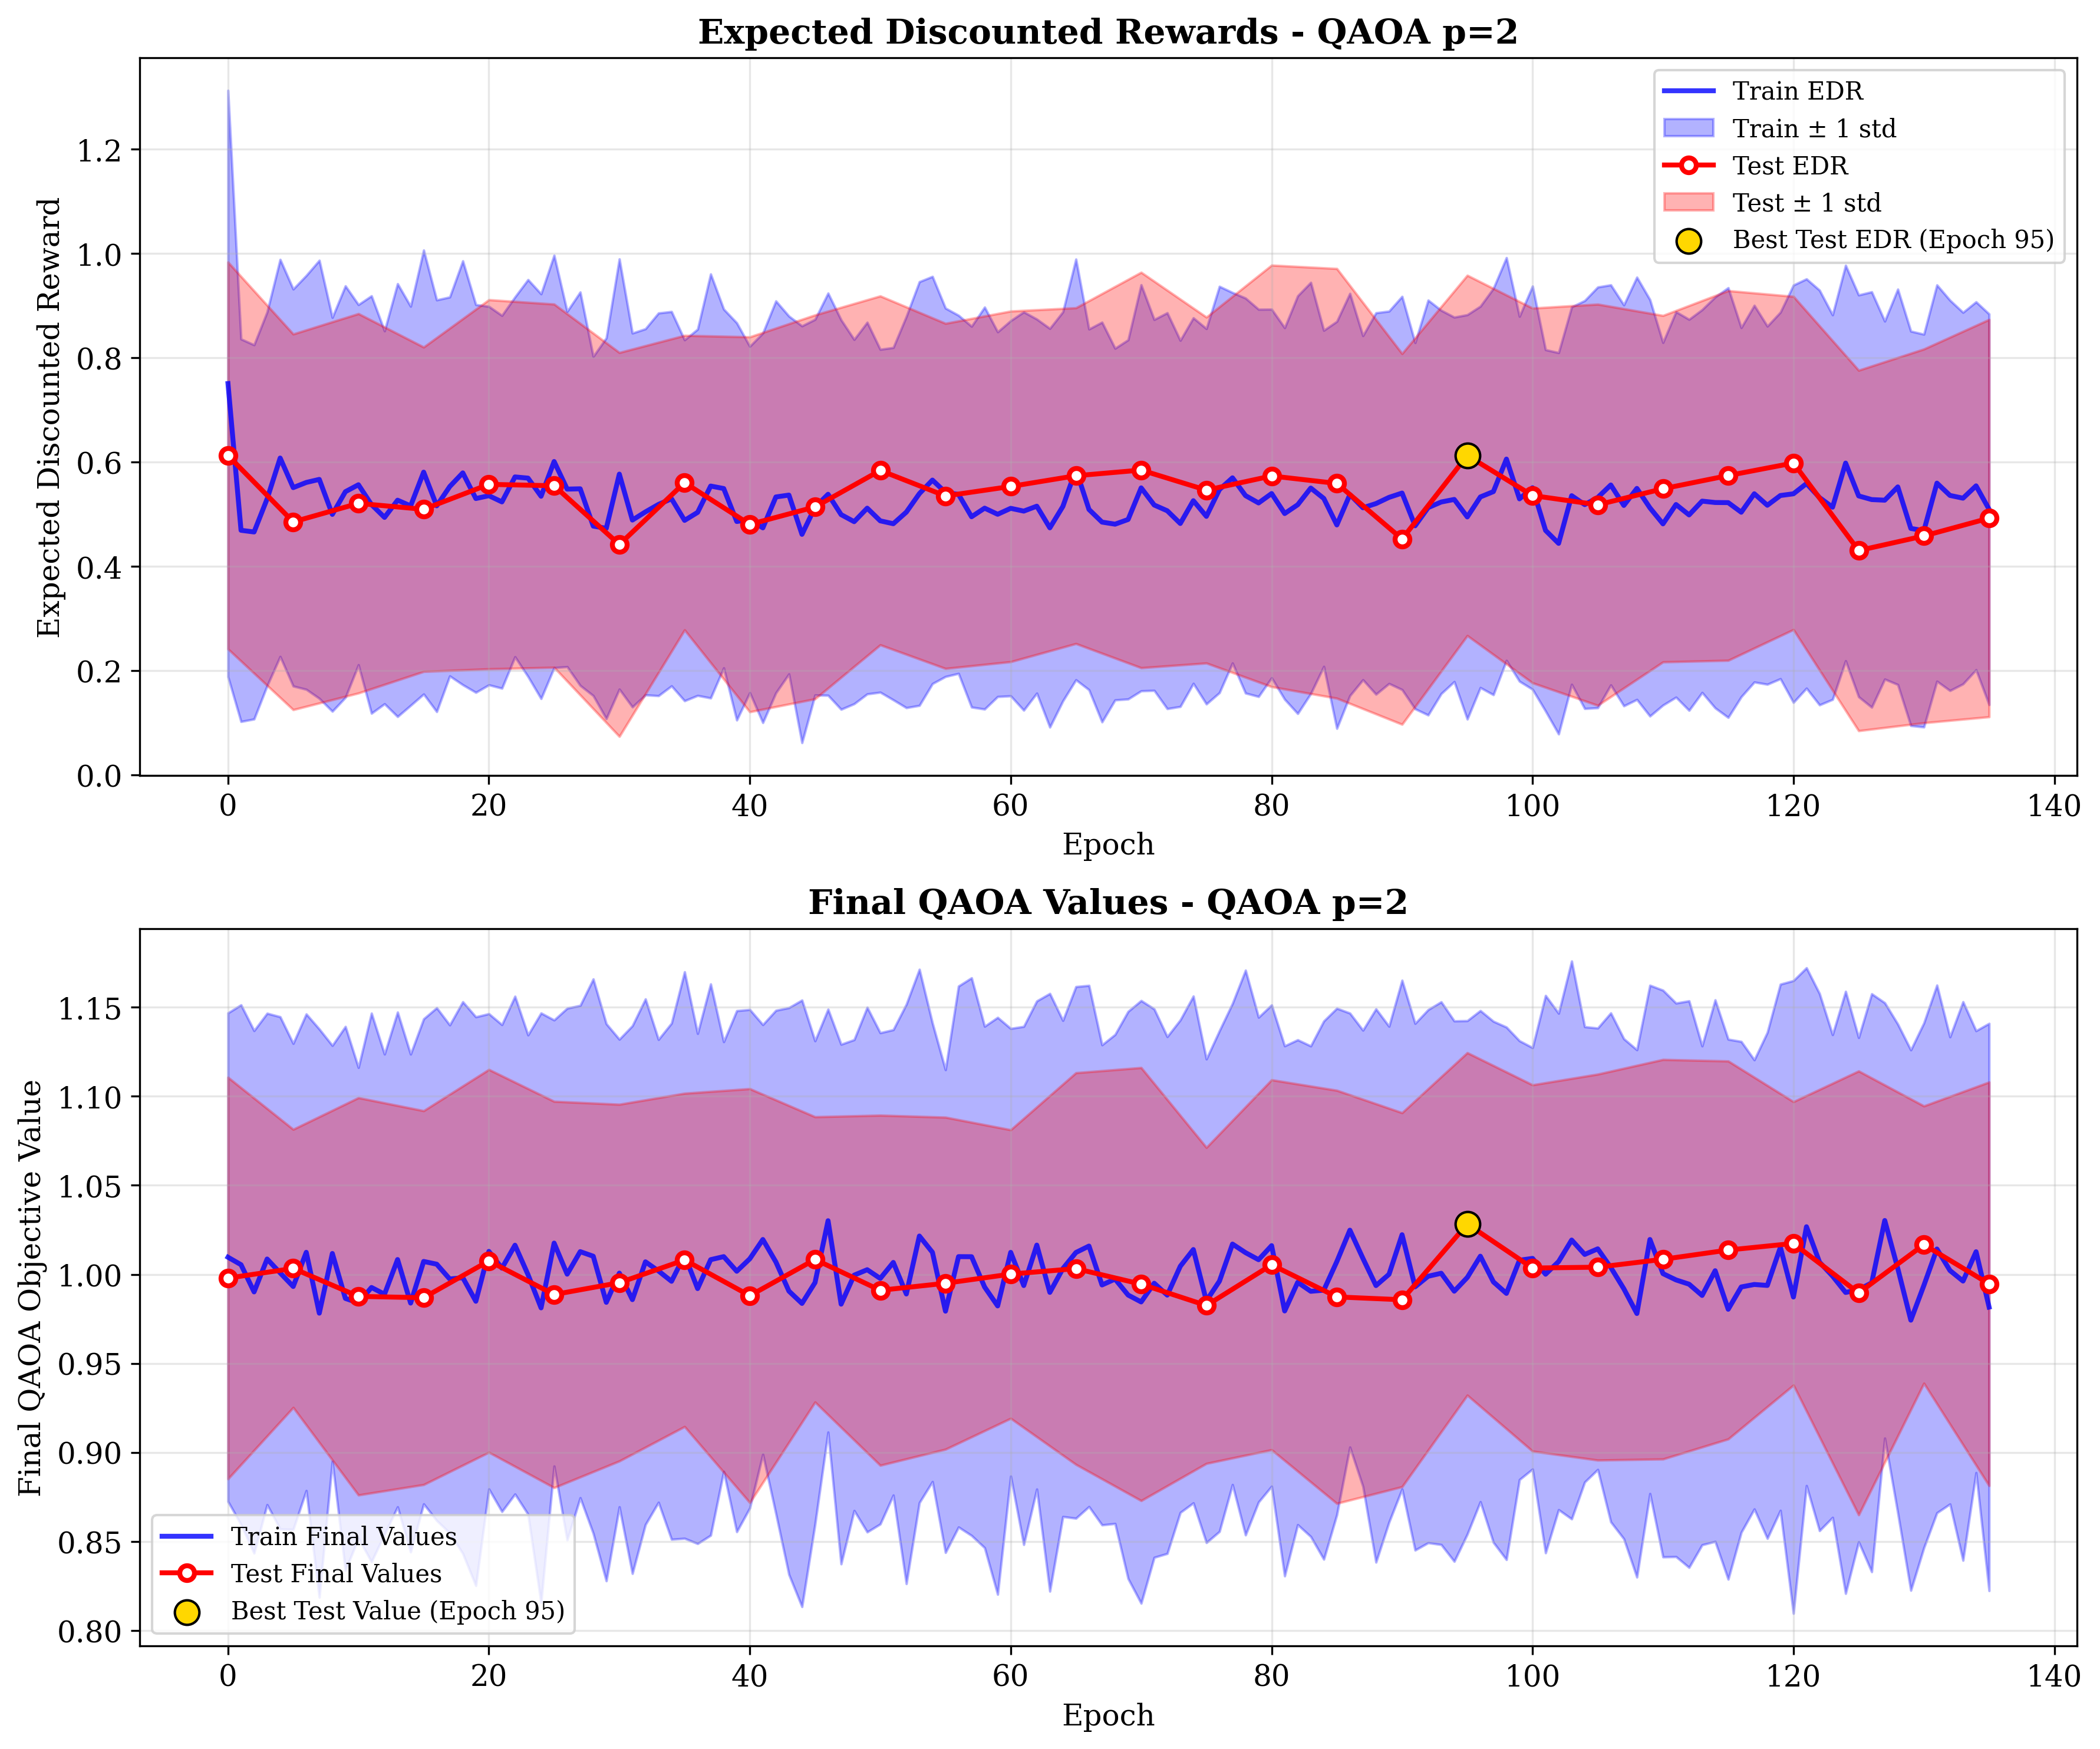 Expected Discounted Rewards - QAOA p=2
Expected Discounted Reward
1.2
1.0
0.8
0.6
0.4
0.2
0.0
Train EDR
Train ± 1 std
Test EDR
Test ± 1 std
Best Test EDR (Epoch 95)
0 20 40 60 80 100 120 140
Epoch
Final QAOA Values - QAOA p=2
Final QAOA Objective Value
1.15
1.10
1.05
1.00
0.95
0.90
0.85
0.80
Train Final Values
Test Final Values
Best Test Value (Epoch 95)
0 20 40 60 80 100 120 140
Epoch